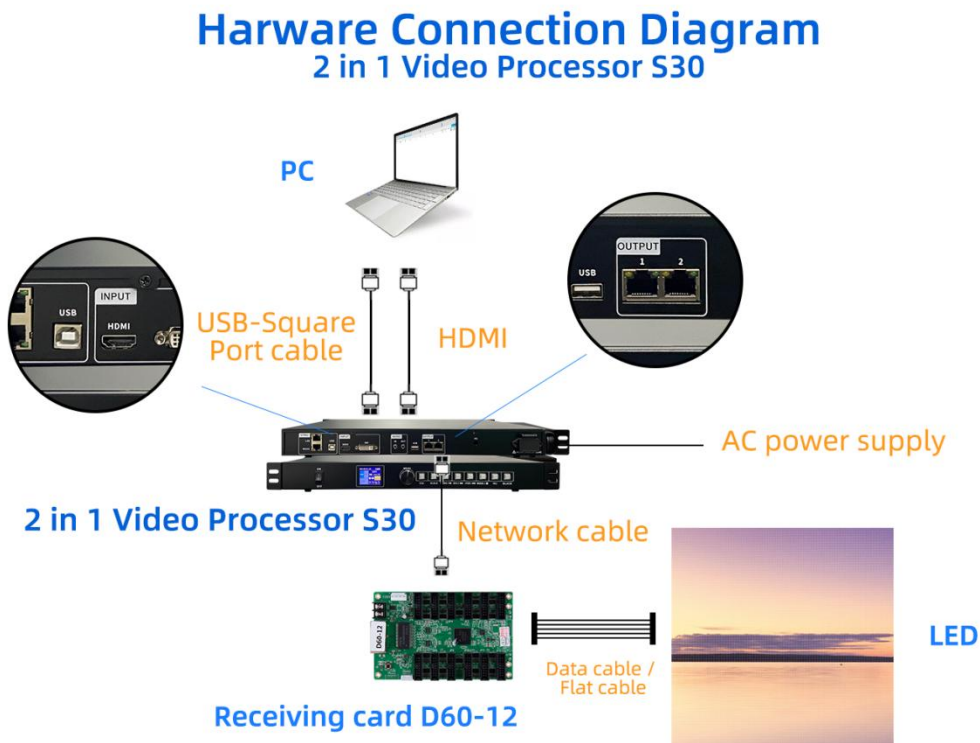 Harware Connection Diagram
2 in 1 Video Processor S30
PC
OUTPUT
1 2
USB
INPUT
USB
HDMI
USB-Square
Port cable
HDMI
AC power supply
2 in 1 Video Processor S30
Network cable
D60-12
Data cable /
Flat cable
LED
Receiving card D60-12